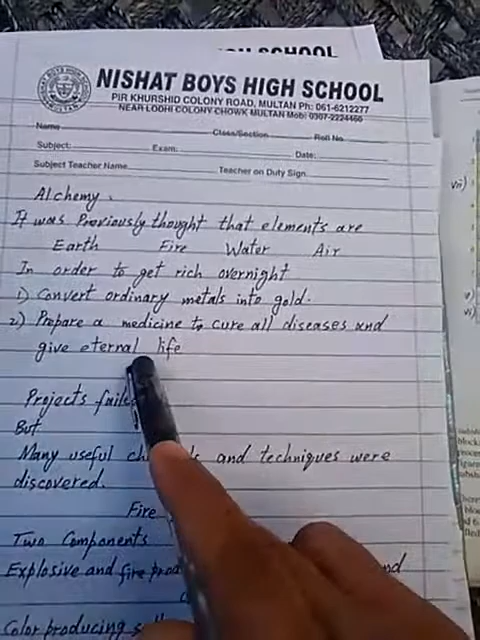 SCHOOL
NISHAT BOYS HIGH SCHOOL
PIR KHURSHID COLONY ROAD, MULTAN Ph: 061-6212277
NEAR LODHI COLONY CHOWK MULTAN Mob: 0307-2224466
Name Class/Section Roll No.
Subject: Exam: Date:
Subject Teacher Name Teacher on Duty Sign.
Alchemy.
It was Previously thought that elements are
Earth Fire Water Air
In order to get rich overnight
1) Convert ordinary metals into gold.
2) Prepare a medicine to cure all diseases and
give eternal life
Projects
But
Many useful and techniques were
discovered.
Fire
Two Components
Explosive and fire
Color producing
vii)
v)
vi)